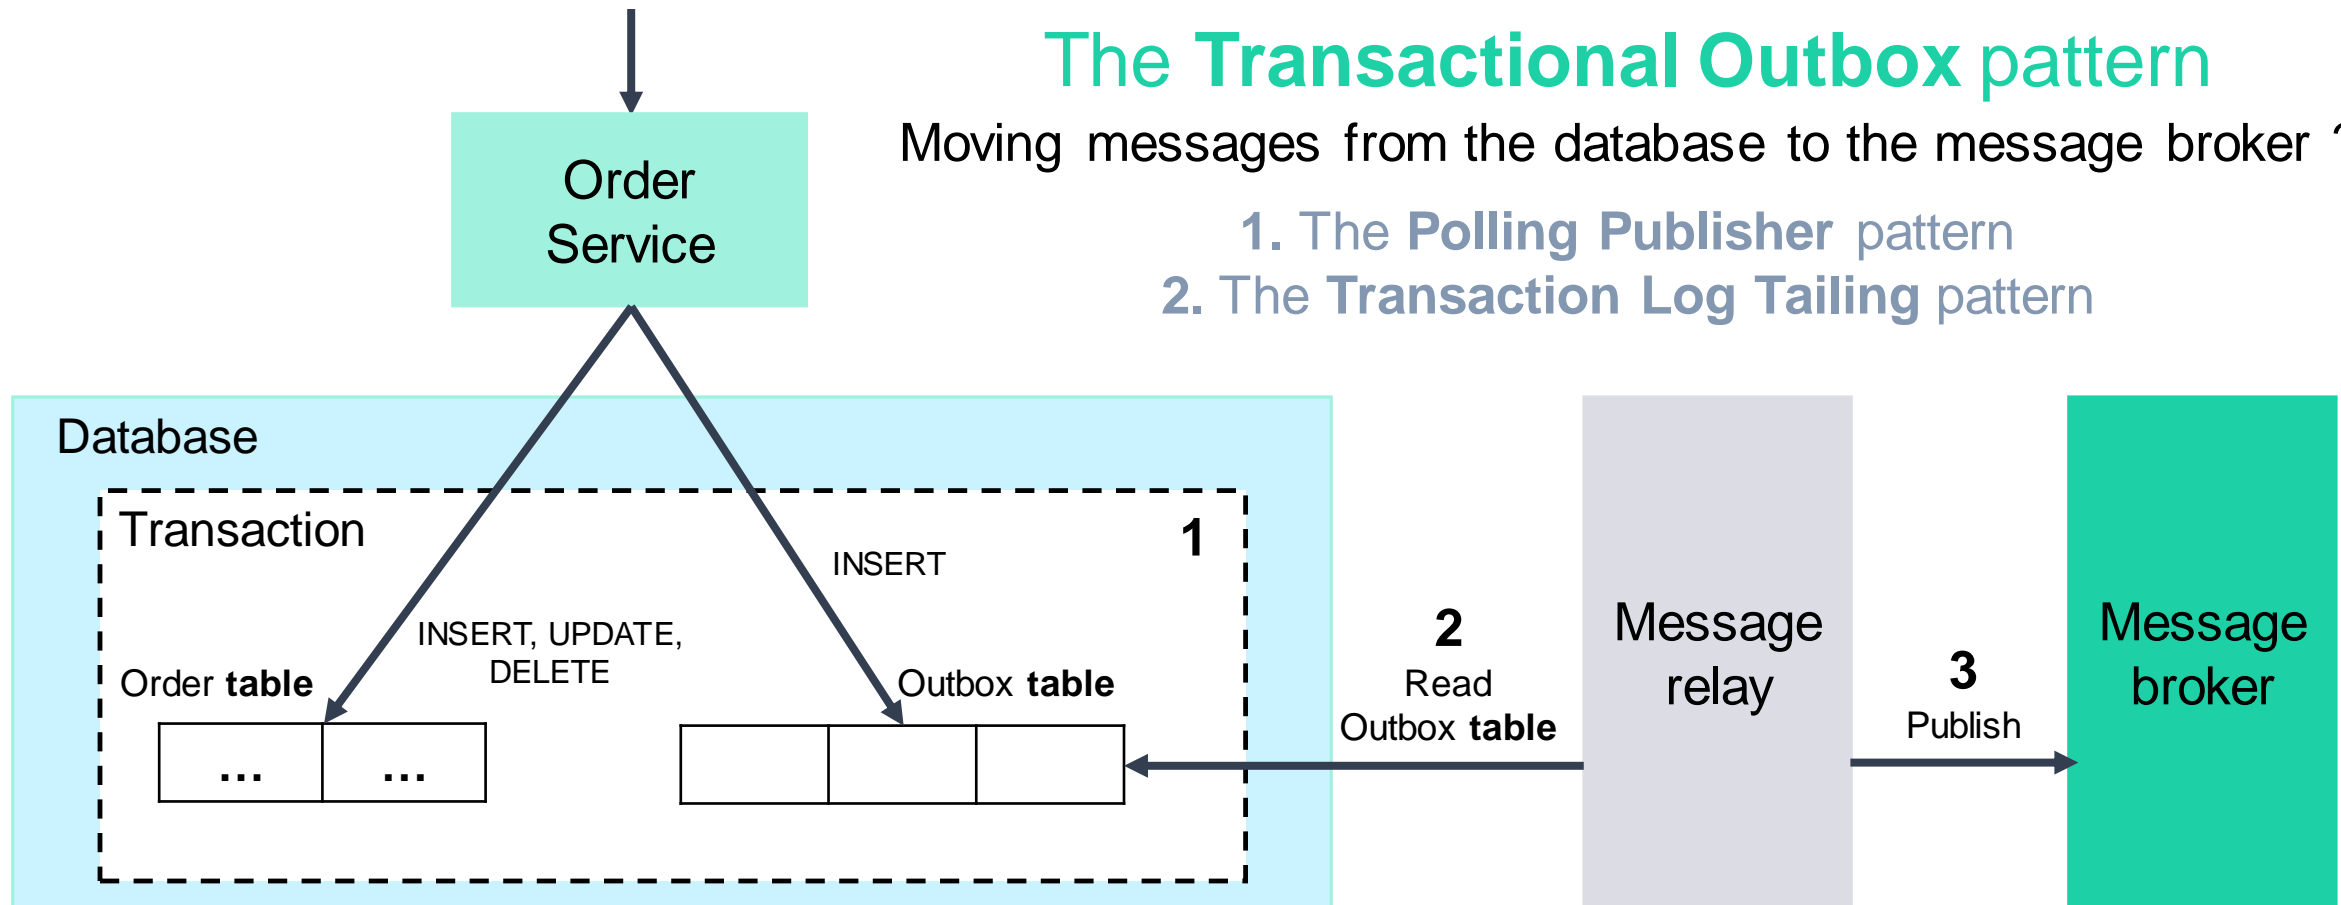 The Transactional Outbox pattern
Moving messages from the database to the message broker ?
1. The Polling Publisher pattern
2. The Transaction Log Tailing pattern
Order
Service
Database
Transaction
1
INSERT
INSERT, UPDATE,
DELETE
Order table
Outbox table
... ...
2
Read
Outbox table
Message
relay
3
Publish
Message
broker